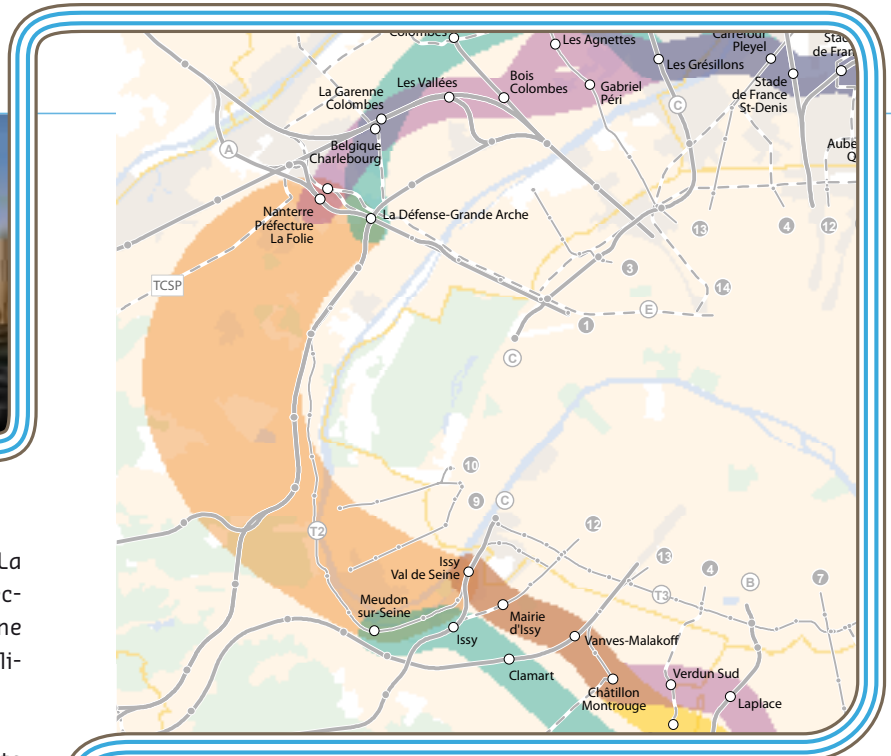 Colombes
Les Agnettes
Carrefour
Pleyel
Les Grésillons
La Garenne
Colombes
Les Vallées
Bois
Colombes
Gabriel
Péri
C
Stade
de France
St-Denis
A
Belgique
Charlebourg
Nanterre
Préfecture
La Folie
La Défense-Grande Arche
13
4
12
TCSP
3
14
E
1
C
10
9
C
12
T2
Issy
Val de Seine
13
4
B
7
T3
Meudon
sur-Seine
Mairie
d'Issy
Issy
Vanves-Malakoff
Clamart
Verdun Sud
Châtillon
Montrouge
Laplace
La
c-
ne
li-